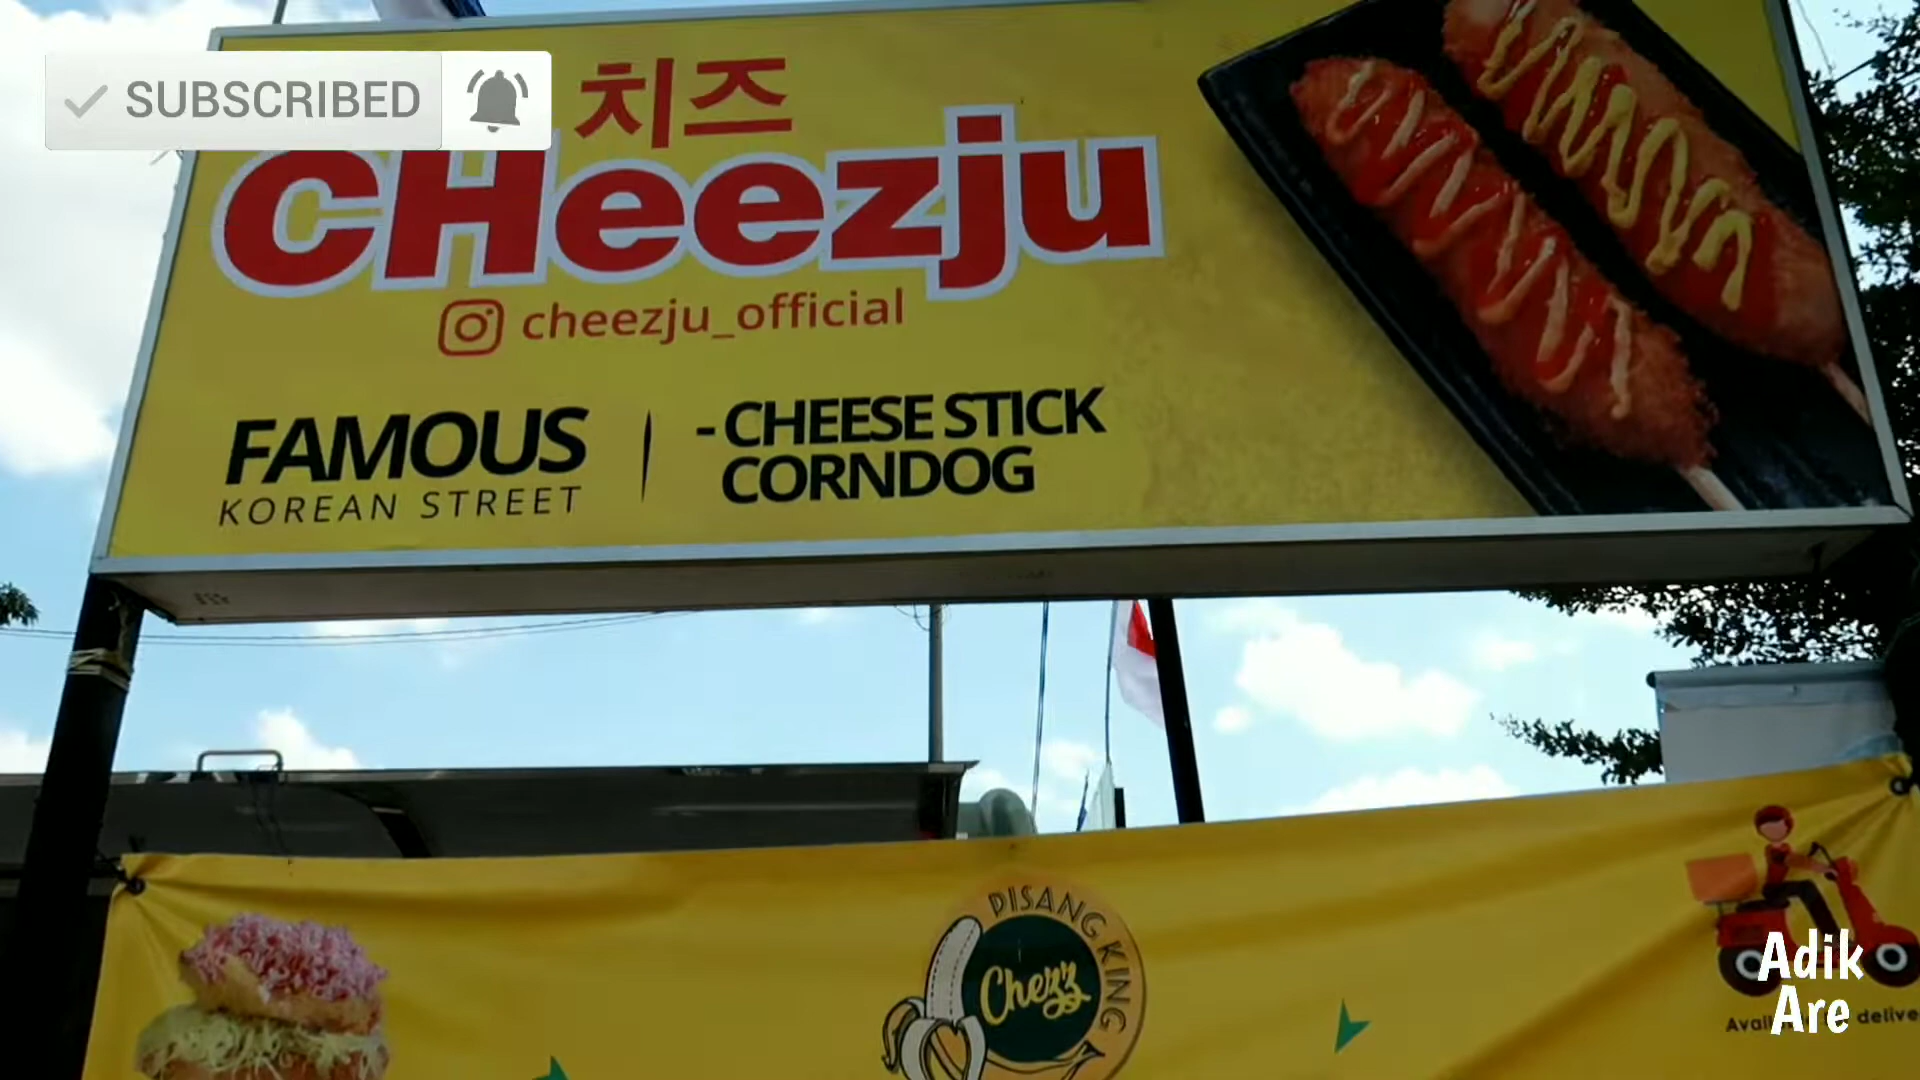 SUBSCRIBED
치즈
cHeezju
cheezju_official
FAMOUS
KOREAN STREET
-CHEESE STICK
CORNDOG
PISANG KING
Chezz
Adik
Are